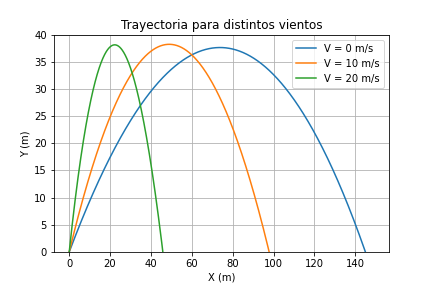 Trayectoria para distintos vientos
V = 0 m/s
V = 10 m/s
V = 20 m/s
Y (m)
40
35
30
25
20
15
10
5
0
0 20 40 60 80 100 120 140
X (m)